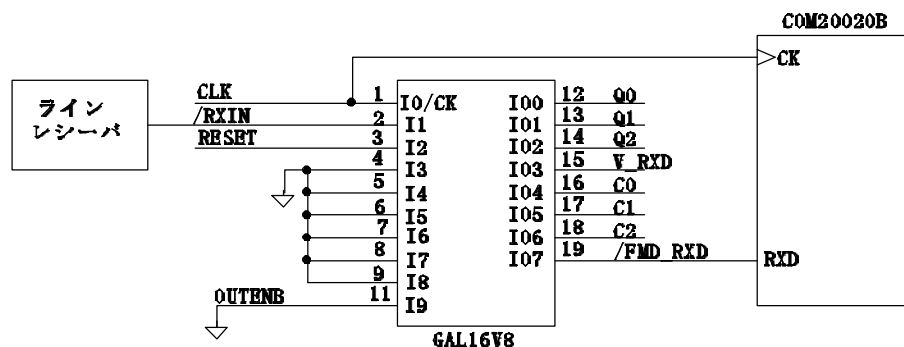 COM20020B
CK
ライン
レシーバ
CLK
/RXIN
RESET
1
2
3
4
5
6
7
8
9
11
OUTENB
I0/CK
I1
I2
I3
I4
I5
I6
I7
I8
I9
IO0
IO1
IO2
IO3
IO4
IO5
IO6
IO7
12
13
14
15
16
17
18
19
Q0
Q1
Q2
V_RXD
C0
C1
C2
/FMD_RXD
RXD
GAL16V8